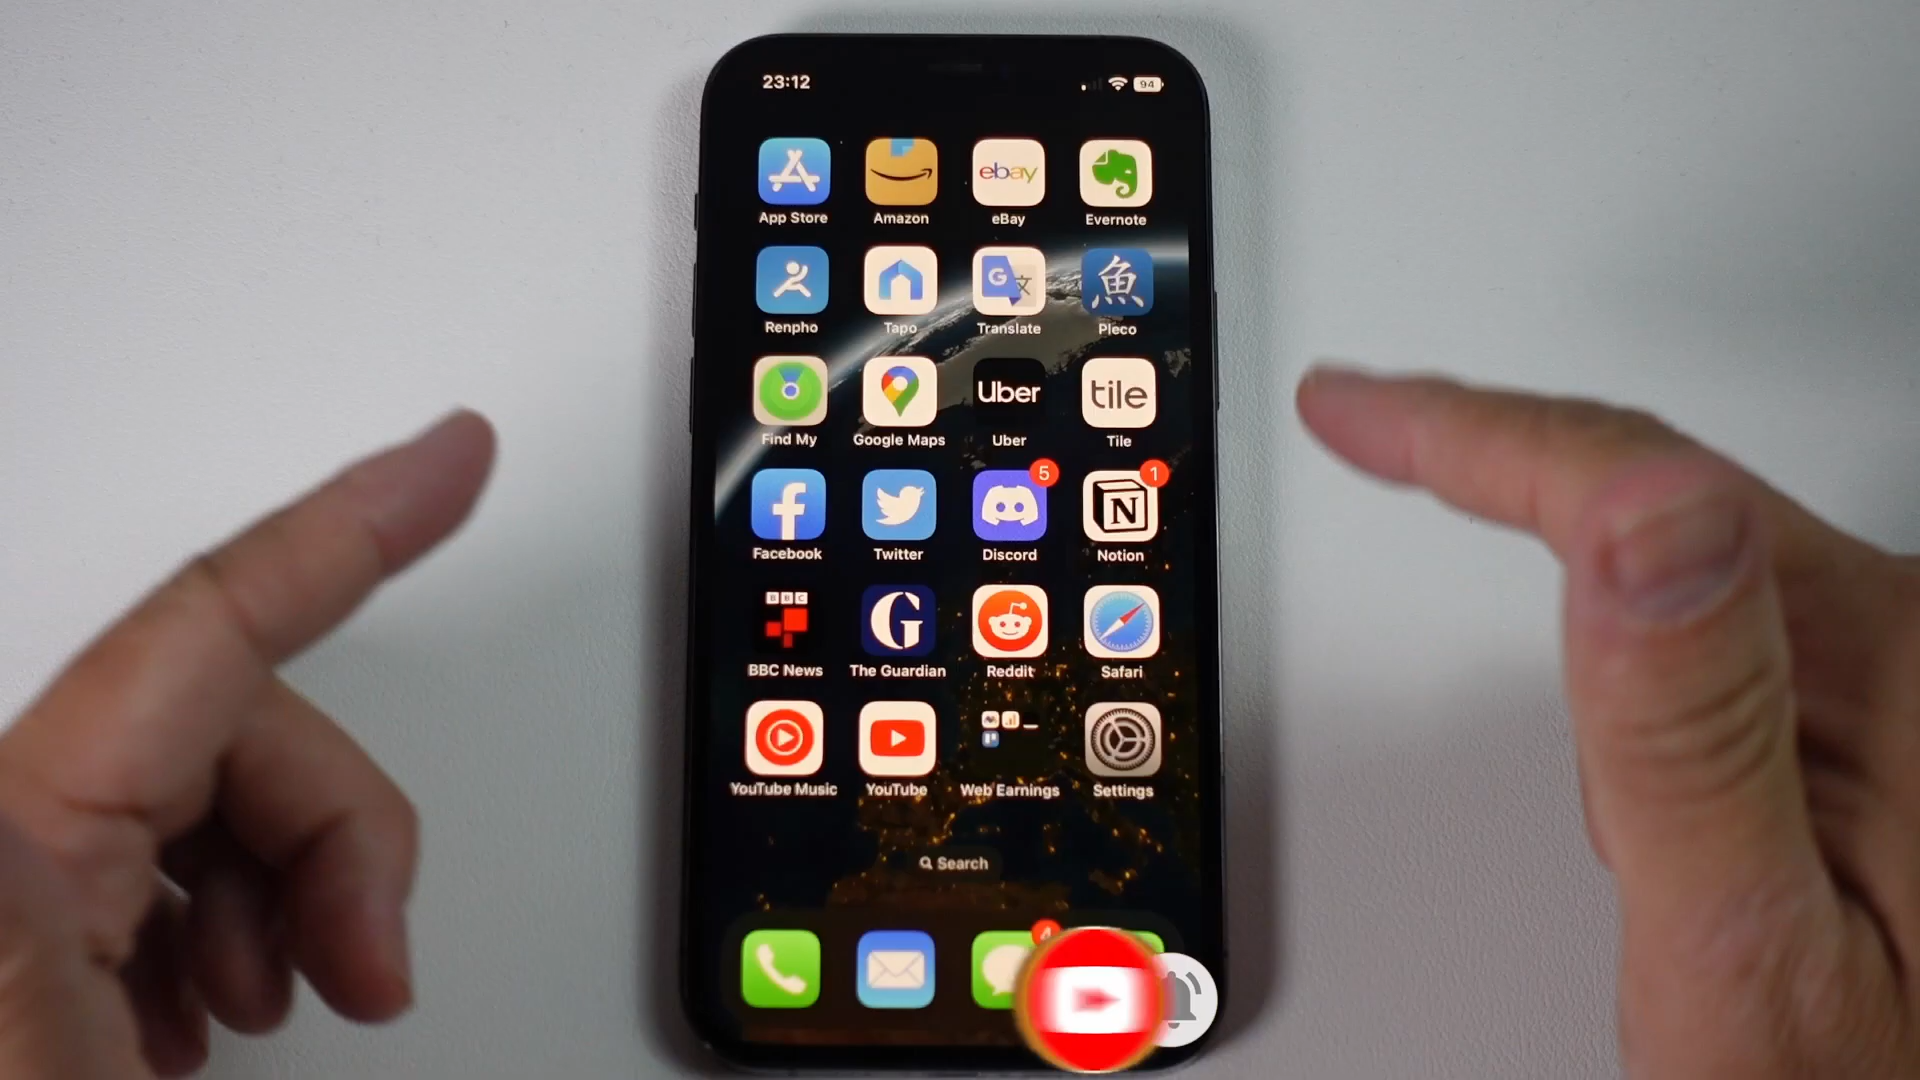 23:12 94
App Store Amazon ebay eBay Evernote
Renpho Tapo G 文 Translate 魚 Pleco
Find My Google Maps Uber Uber tile Tile
5 1
Facebook Twitter Discord N Notion
BBC
BBC News G The Guardian Reddit Safari
YouTube Music YouTube Web Earnings Settings
Search
4